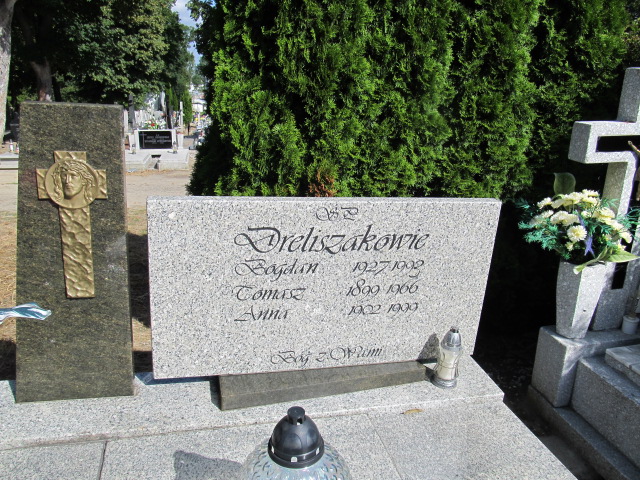 ŚP.
Dreliszakowie
Bogdan 1927 1992
Tomasz 1899 1966
Anna 1902 1999
Bóg z Wami